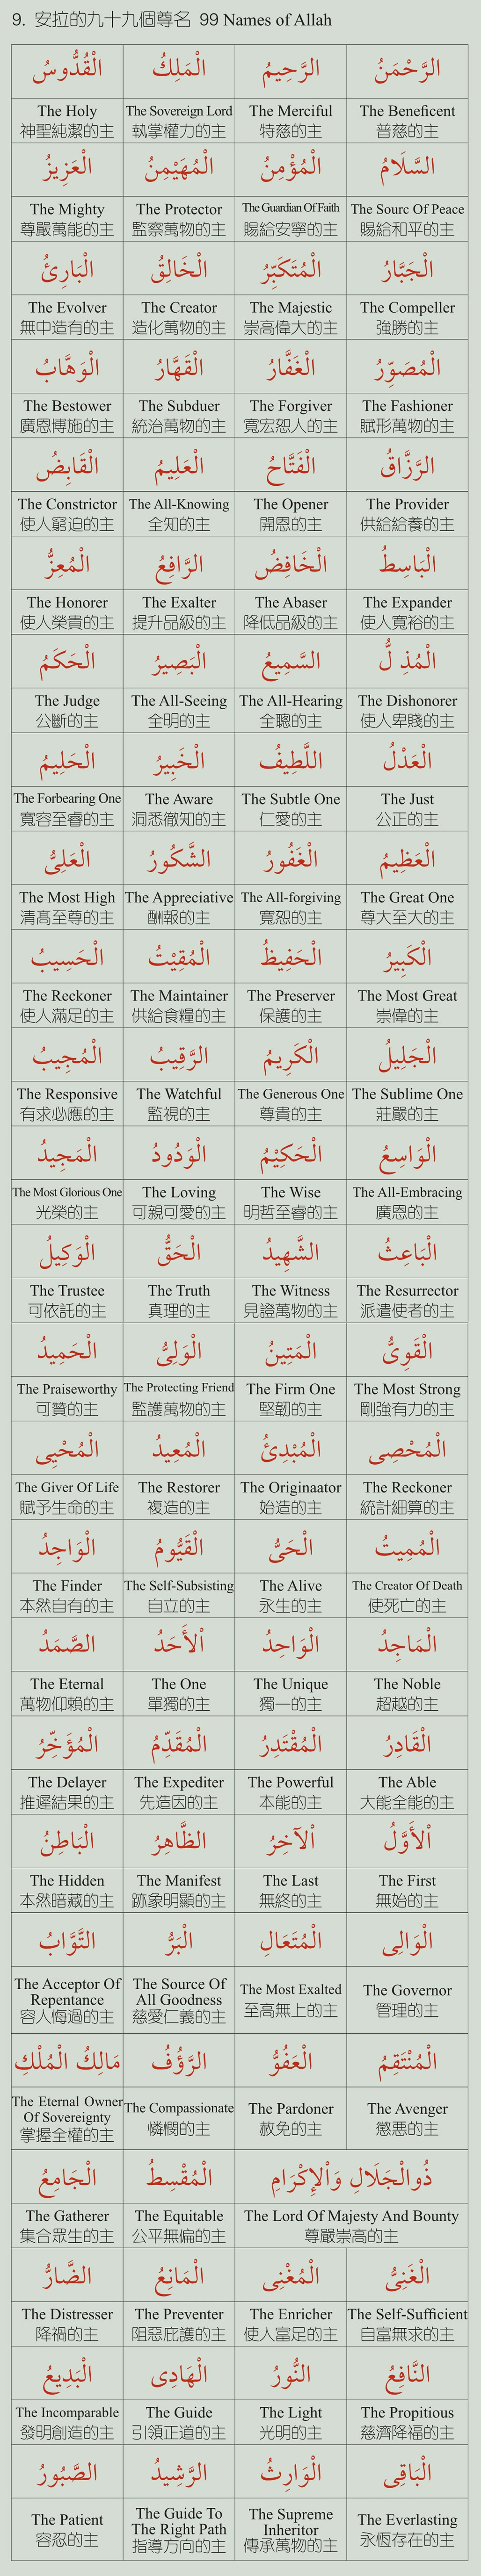 9. 安拉的九十九個尊名 99 Names of Allah
الْرَّحْمَنُ
The Beneficent
普慈的主
الرَّحِيمُ
The Merciful
特慈的主
الْمَلِكُ
The Sovereign Lord
執掌權力的主
الْقُدُّوسُ
The Holy
神聖純潔的主
السَّلَامُ
The Sourc Of Peace
賜給和平的主
الْمُؤْمِنُ
The Guardian Of Faith
賜給安寧的主
الْمُهَيْمِنُ
The Protector
監察萬物的主
الْعَزِيزُ
The Mighty
尊嚴萬能的主
الْجَبَّارُ
The Compeller
強勝的主
الْمُتَكَبِّرُ
The Majestic
崇高偉大的主
الْخَالِقُ
The Creator
造化萬物的主
الْبَارِئُ
The Evolver
無中造有的主
الْمُصَوِّرُ
The Fashioner
賦形萬物的主
الْغَفَّارُ
The Forgiver
寬宏恕人的主
الْقَهَّارُ
The Subduer
統治萬物的主
الْوَهَّابُ
The Bestower
廣恩博施的主
الرَّزَّاقُ
The Provider
供給給養的主
الْفَتَّاحُ
The Opener
開恩的主
الْعَلِيمُ
The All-Knowing
全知的主
الْقَابِضُ
The Constrictor
使人窮迫的主
الْبَاسِطُ
The Expander
使人寬裕的主
الْخَافِضُ
The Abaser
降低品級的主
الرَّافِعُ
The Exalter
提升品級的主
الْمُعِزُّ
The Honorer
使人榮貴的主
الْمُذِ لُّ
The Dishonorer
使人卑賤的主
السَّمِيعُ
The All-Hearing
全聰的主
الْبَصِيرُ
The All-Seeing
全明的主
الْحَكَمُ
The Judge
公斷的主
الْعَدْلُ
The Just
公正的主
اللَّطِيفُ
The Subtle One
仁愛的主
الْخَبِيرُ
The Aware
洞悉徹知的主
الْحَلِيمُ
The Forbearing One
寬容至睿的主
الْعَظِيمُ
The Great One
尊大至大的主
الْغَفُورُ
The All-forgiving
寬恕的主
الشَّكُورُ
The Appreciative
酬報的主
الْعَلِىُّ
The Most High
清髙至尊的主
الْكَبِيرُ
The Most Great
崇偉的主
الْحَفِيظُ
The Preserver
保護的主
الْمُقِيْتُ
The Maintainer
供給食糧的主
الْحَسِيبُ
The Reckoner
使人滿足的主
الْجَلِيلُ
The Sublime One
莊嚴的主
الْكَرِيمُ
The Generous One
尊貴的主
الرَّقِيبُ
The Watchful
監視的主
الْمُجِيبُ
The Responsive
有求必應的主
الْوَاسِعُ
The All-Embracing
廣恩的主
الْحَكِيْمُ
The Wise
明哲至睿的主
الْوَدُودُ
The Loving
可親可愛的主
الْمَجِيدُ
The Most Glorious One
光榮的主
الْبَاعِثُ
The Resurrector
派遣使者的主
الشَّهِيدُ
The Witness
見證萬物的主
الْحَقُّ
The Truth
真理的主
الْوَكِيلُ
The Trustee
可依託的主
الْقَوِىُّ
The Most Strong
剛強有力的主
الْمَتِينُ
The Firm One
堅韌的主
الْوَلِىُّ
The Protecting Friend
監護萬物的主
الْحَمِيدُ
The Praiseworthy
可贊的主
الْمُحْصِى
The Reckoner
統計細算的主
الْمُبْدِئُ
The Originaator
始造的主
الْمُعِيدُ
The Restorer
複造的主
الْمُحْيِى
The Giver Of Life
賦予生命的主
الْمُمِيتُ
The Creator Of Death
使死亡的主
الْحَىُّ
The Alive
永生的主
الْقَيُّومُ
The Self-Subsisting
自立的主
الْوَاجِدُ
The Finder
本然自有的主
الْمَاجِدُ
The Noble
超越的主
الْوَاحِدُ
The Unique
獨一的主
اْلأَحَدُ
The One
單獨的主
الصَّمَدُ
The Eternal
萬物仰賴的主
الْقَادِرُ
The Able
大能全能的主
الْمُقْتَدِرُ
The Powerful
本能的主
الْمُقَدِّمُ
The Expediter
先造因的主
الْمُؤَخِّرُ
The Delayer
推遲結果的主
اْلأَوَّلُ
The First
無始的主
اْلآخِرُ
The Last
無終的主
الظَّاهِرُ
The Manifest
跡象明顯的主
الْبَاطِنُ
The Hidden
本然暗藏的主
الْوَالِى
The Governor
管理的主
الْمُتَعَالِ
The Most Exalted
至高無上的主
الْبَرُّ
The Source Of
All Goodness
慈愛仁義的主
التَّوَّابُ
The Acceptor Of
Repentance
容人悔過的主
الْمُنْتَقِمُ
The Avenger
懲悪的主
الْعَفُوُّ
The Pardoner
赦免的主
الرَّؤُفُ
The Compassionate
憐憫的主
مَالِكُ الْمُلْكِ
The Eternal Owner
Of Sovereignty
掌握全權的主
ذُوالْجَلَالِ وَاْلإِكْرَامِ
The Lord Of Majesty And Bounty
尊嚴崇高的主
الْمُقْسِطُ
The Equitable
公平無偏的主
الْجَامِعُ
The Gatherer
集合眾生的主
الْغَنِىُّ
The Self-Sufficient
自富無求的主
الْمُغْنِى
The Enricher
使人富足的主
الْمَانِعُ
The Preventer
阻惡庇護的主
الضَّارُّ
The Distresser
降禍的主
النَّافِعُ
The Propitious
慈濟降福的主
النُّورُ
The Light
光明的主
الْهَادِى
The Guide
引領正道的主
الْبَدِيعُ
The Incomparable
發明創造的主
الْبَاقِى
The Everlasting
永恆存在的主
الْوَارِثُ
The Supreme
Inheritor
傳承萬物的主
الرَّشِيدُ
The Guide To
The Right Path
指導方向的主
الصَّبُورُ
The Patient
容忍的主